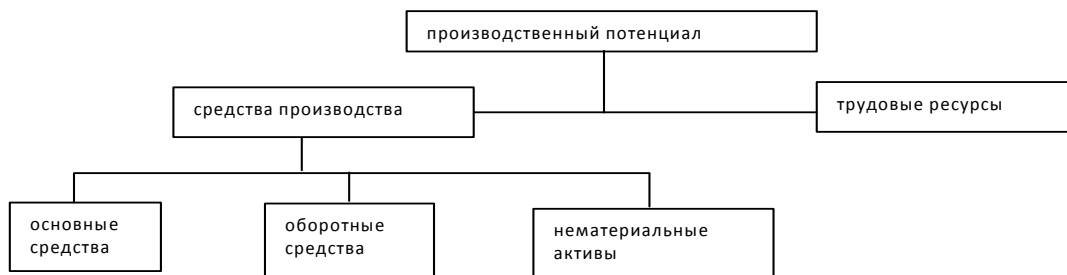 производственный потенциал
средства производства
трудовые ресурсы
основные
средства
оборотные
средства
нематериальные
активы